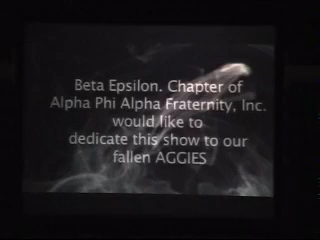 Beta Epsilon. Chapter of
Alpha Phi Alpha Fraternity, Inc.
would like to
dedicate this show to our
fallen AGGIES